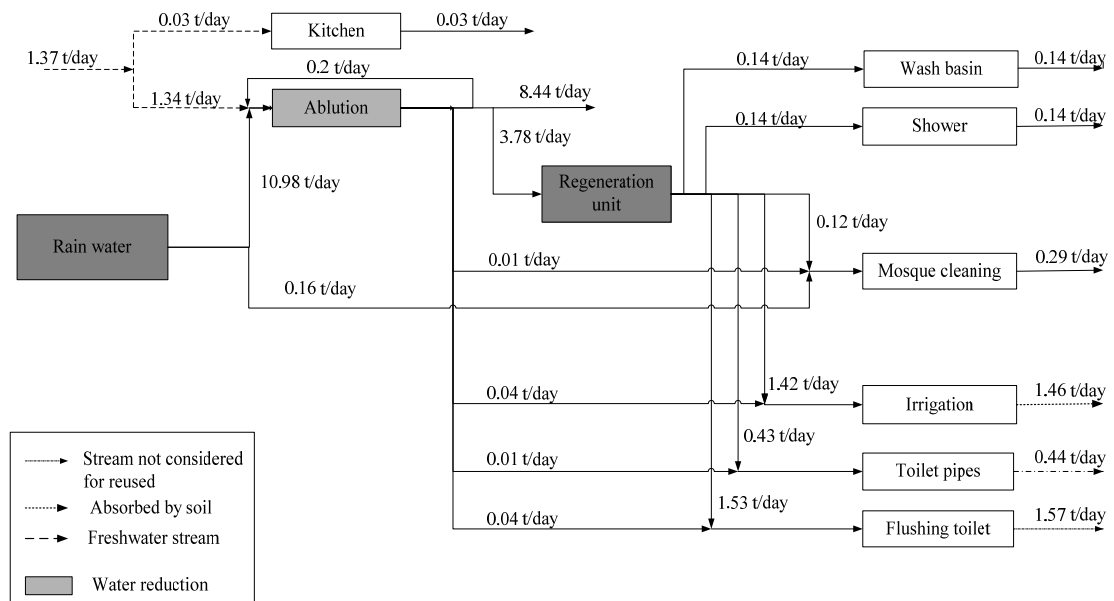 0.03 t/day
Kitchen
0.03 t/day
1.37 t/day
0.2 t/day
1.34 t/day
Ablution
8.44 t/day
3.78 t/day
10.98 t/day
Rain water
Regeneration
unit
0.14 t/day
Wash basin
0.14 t/day
0.14 t/day
Shower
0.14 t/day
0.12 t/day
0.01 t/day
Mosque cleaning
0.29 t/day
0.16 t/day
1.42 t/day
0.04 t/day
Irrigation
1.46 t/day
0.43 t/day
0.01 t/day
Toilet pipes
0.44 t/day
1.53 t/day
0.04 t/day
Flushing toilet
1.57 t/day
Stream not considered
for reused
Absorbed by soil
Freshwater stream
Water reduction